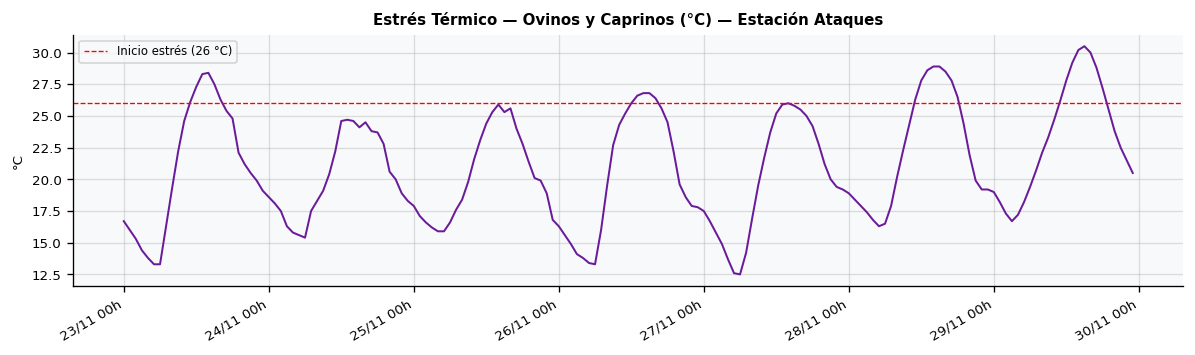 Estrés Térmico — Ovinos y Caprinos (°C) — Estación Ataques
Inicio estrés (26 °C)
°C
30.0
27.5
25.0
22.5
20.0
17.5
15.0
12.5
23/11 00h
24/11 00h
25/11 00h
26/11 00h
27/11 00h
28/11 00h
29/11 00h
30/11 00h